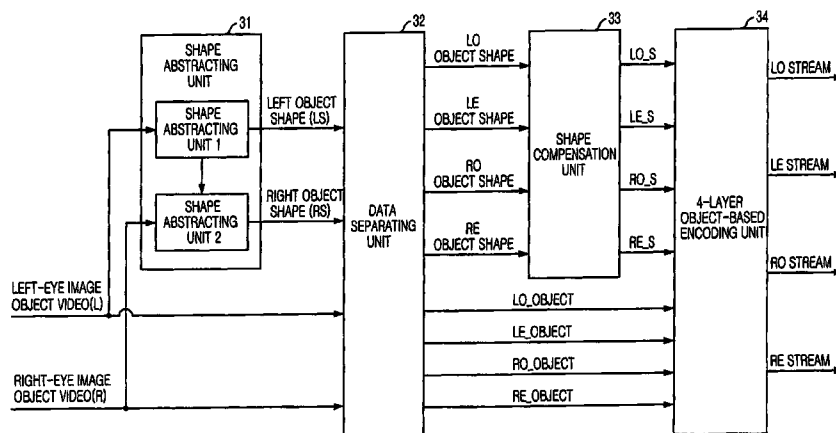 31
SHAPE
ABSTRACTING
UNIT
SHAPE
ABSTRACTING
UNIT 1
SHAPE
ABSTRACTING
UNIT 2
LEFT OBJECT
SHAPE (LS)
RIGHT OBJECT
SHAPE (RS)
LEFT-EYE IMAGE
OBJECT VIDEO(L)
RIGHT-EYE IMAGE
OBJECT VIDEO(R)
32
DATA
SEPARATING
UNIT
LO
OBJECT SHAPE
LE
OBJECT SHAPE
RO
OBJECT SHAPE
RE
OBJECT SHAPE
LO_OBJECT
LE_OBJECT
RO_OBJECT
RE_OBJECT
33
SHAPE
COMPENSATION
UNIT
LO_S
LE_S
RO_S
RE_S
34
4-LAYER
OBJECT-BASED
ENCODING UNIT
LO STREAM
LE STREAM
RO STREAM
RE STREAM